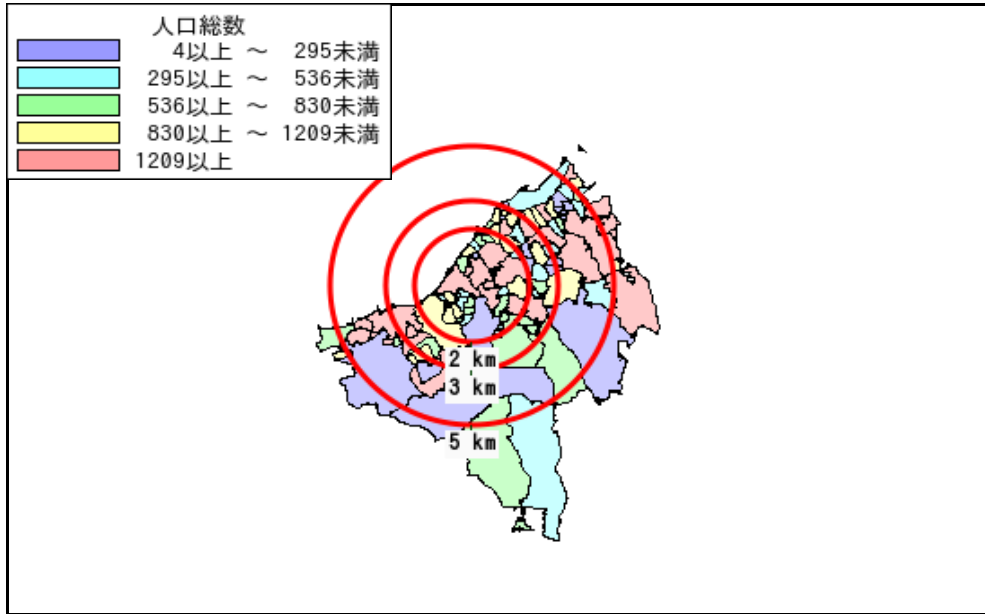 人口総数
4以上 ～ 295未満
295以上 ～ 536未満
536以上 ～ 830未満
830以上 ～ 1209未満
1209以上
2 km
3 km
5 km